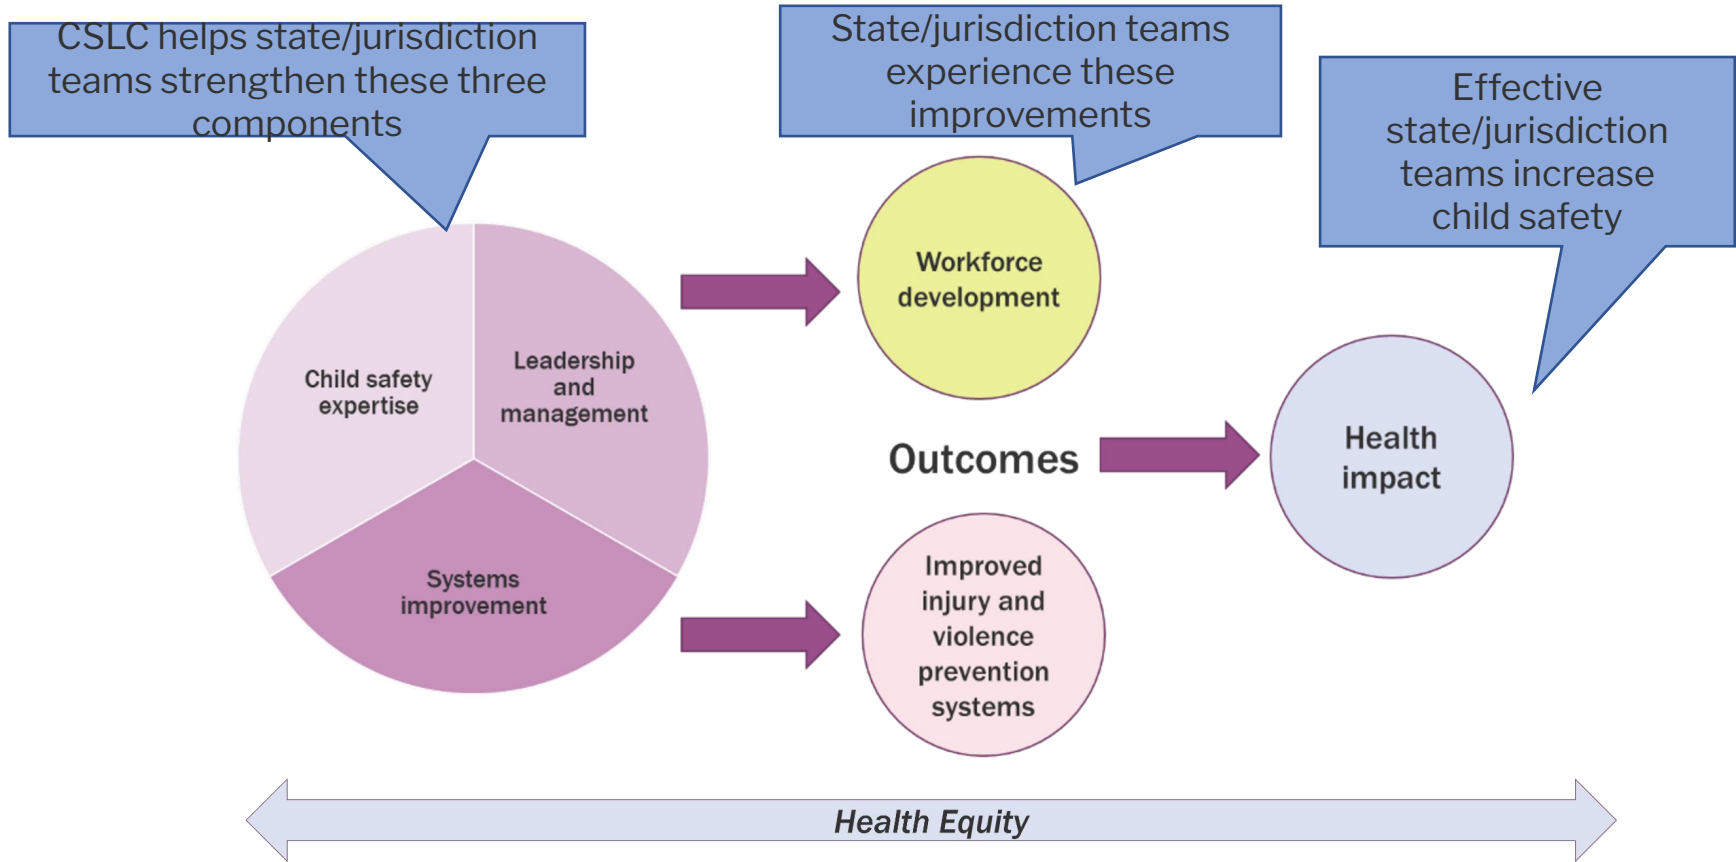 CSLC helps state/jurisdiction
teams strengthen these three
components
State/jurisdiction teams
experience these
improvements
Effective
state/jurisdiction
teams increase
child safety
Child safety
expertise
Leadership
and
management
Systems
improvement
Workforce
development
Outcomes
Improved
injury and
violence
prevention
systems
Health
impact
Health Equity